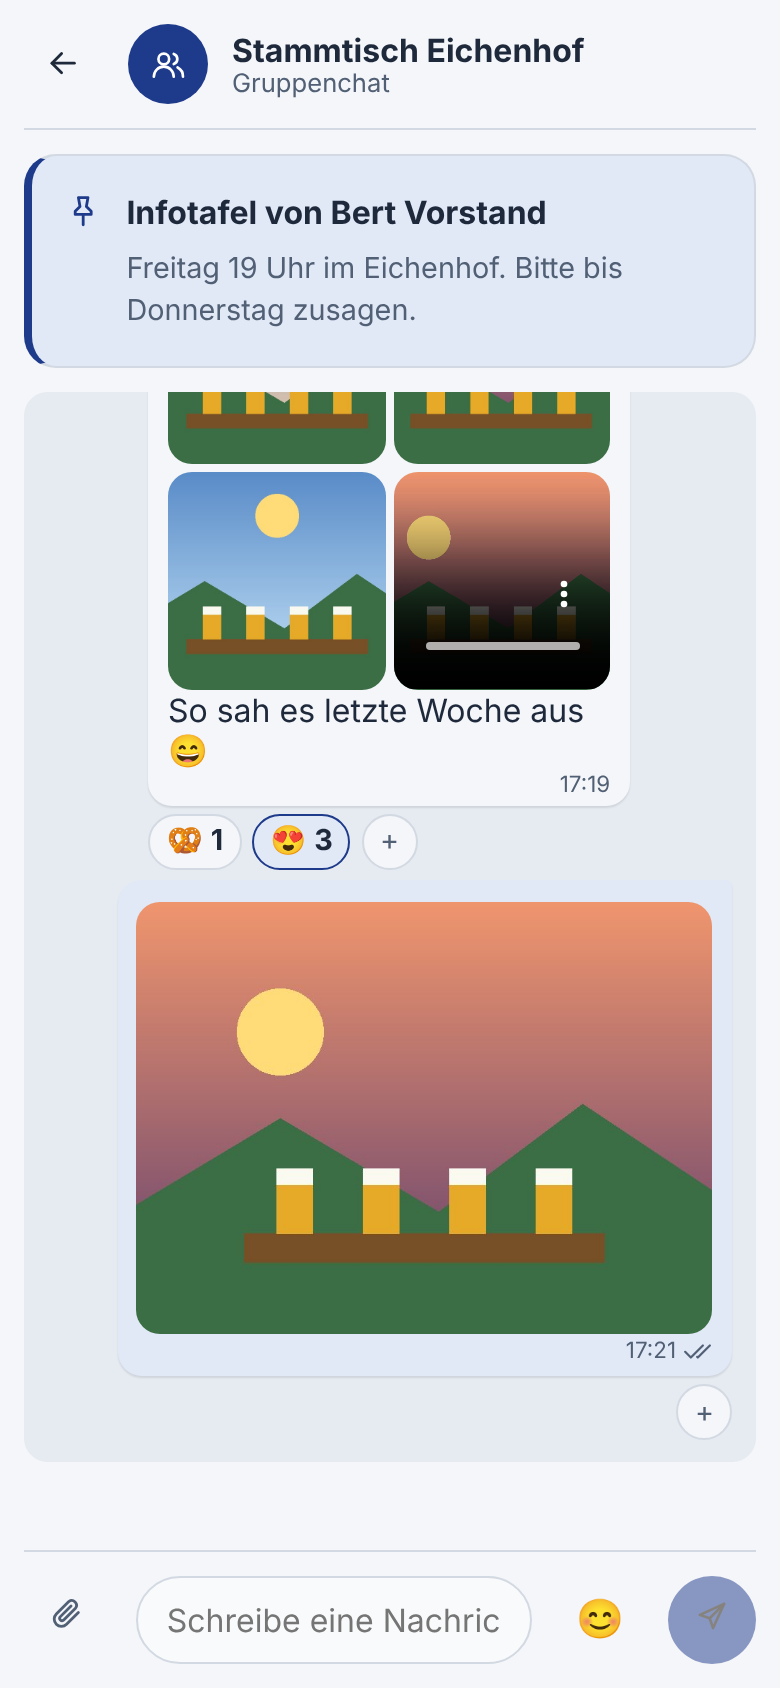 Stammtisch Eichenhof
Gruppenchat
Infotafel von Bert Vorstand
Freitag 19 Uhr im Eichenhof. Bitte bis
Donnerstag zusagen.
So sah es letzte Woche aus
😄
17:19
🥨 1 😍 3 +
17:21
+
Schreibe eine Nachric